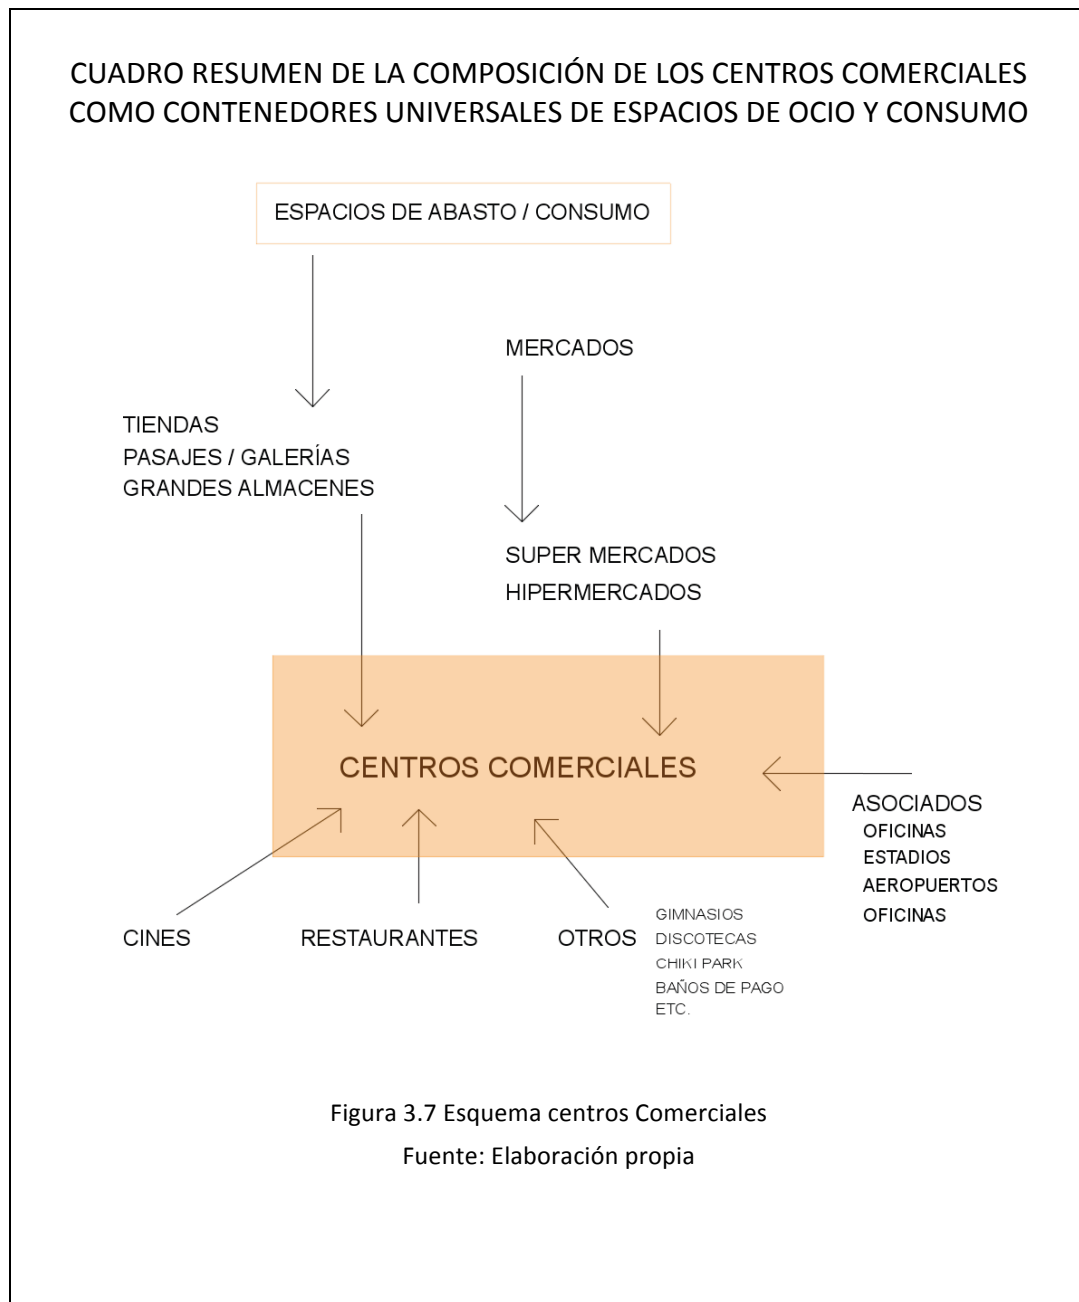 CUADRO RESUMEN DE LA COMPOSICIÓN DE LOS CENTROS COMERCIALES
COMO CONTENEDORES UNIVERSALES DE ESPACIOS DE OCIO Y CONSUMO
ESPACIOS DE ABASTO / CONSUMO
MERCADOS
TIENDAS
PASAJES / GALERÍAS
GRANDES ALMACENES
SUPER MERCADOS
HIPERMERCADOS
CENTROS COMERCIALES
ASOCIADOS
OFICINAS
ESTADIOS
AEROPUERTOS
OFICINAS
CINES
RESTAURANTES
OTROS
GIMNASIOS
DISCOTECAS
CHIKI PARK
BAÑOS DE PAGO
ETC.
Figura 3.7 Esquema centros Comerciales
Fuente: Elaboración propia